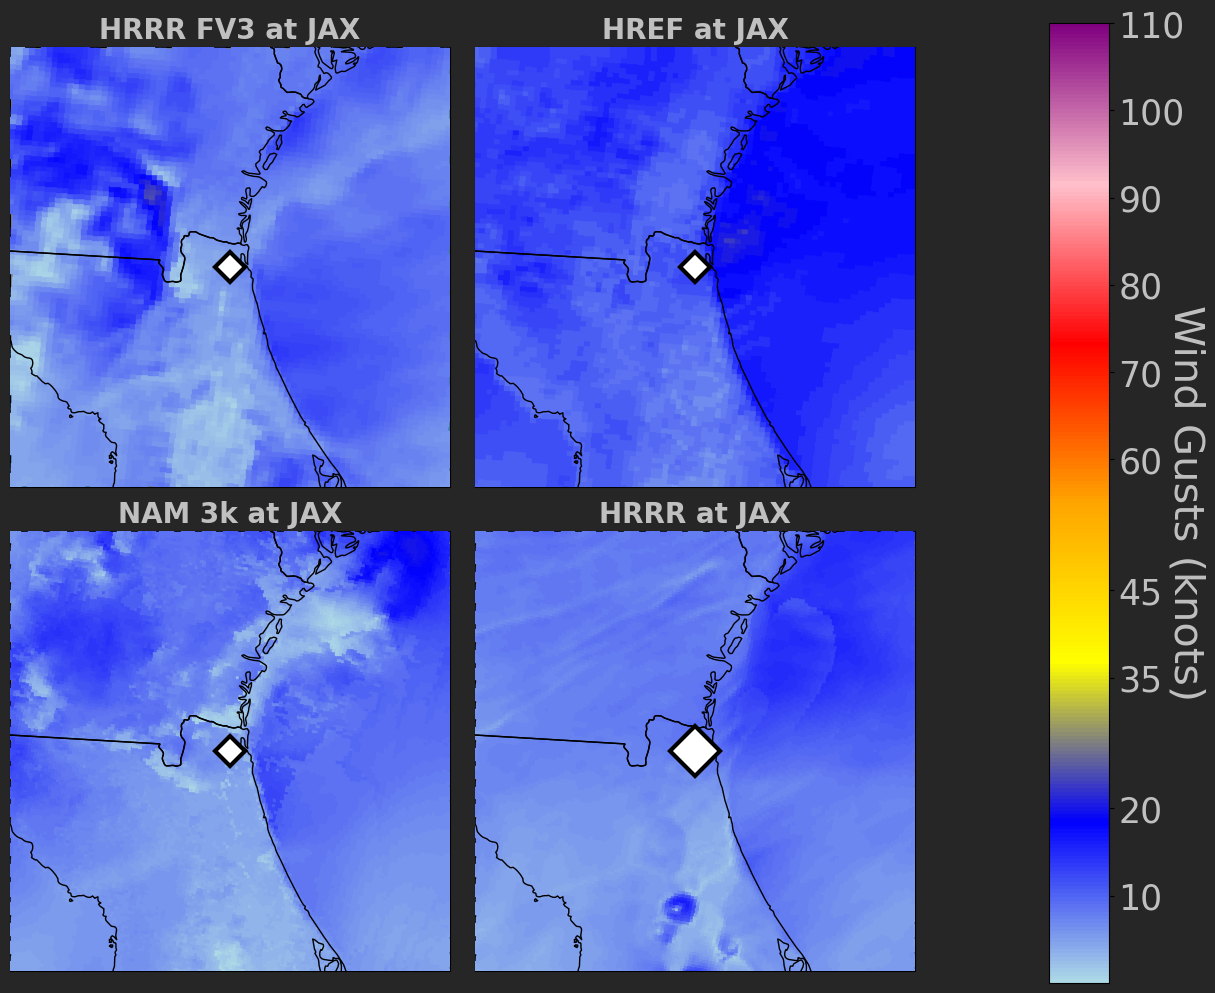 HRRR FV3 at JAX
HREF at JAX
NAM 3k at JAX
HRRR at JAX
110
100
90
80
70
60
45
35
20
10
Wind Gusts (knots)